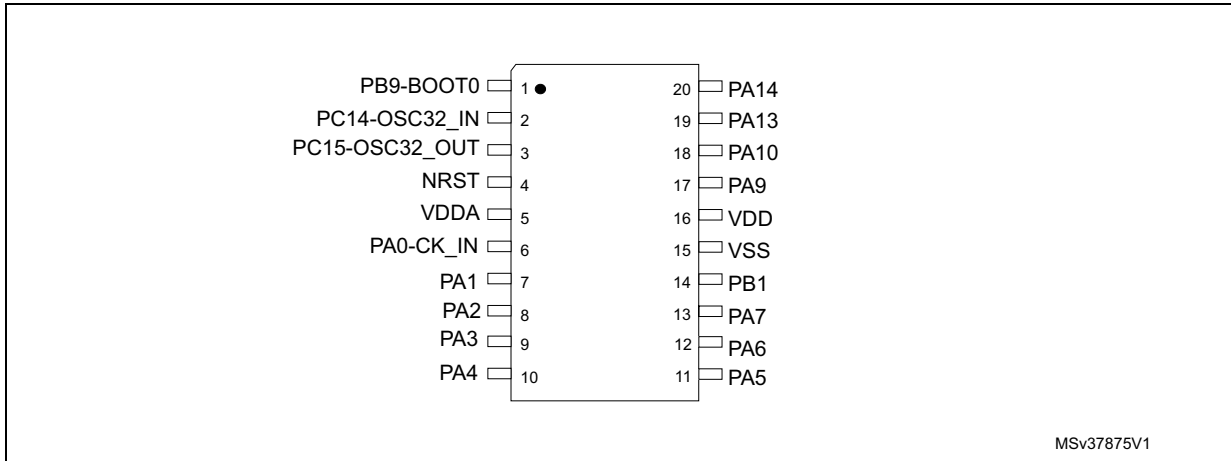 PB9-BOOT0 1 20 PA14
PC14-OSC32_IN 2 19 PA13
PC15-OSC32_OUT 3 18 PA10
NRST 4 17 PA9
VDDA 5 16 VDD
PA0-CK_IN 6 15 VSS
PA1 7 14 PB1
PA2 8 13 PA7
PA3 9 12 PA6
PA4 10 11 PA5
MSv37875V1